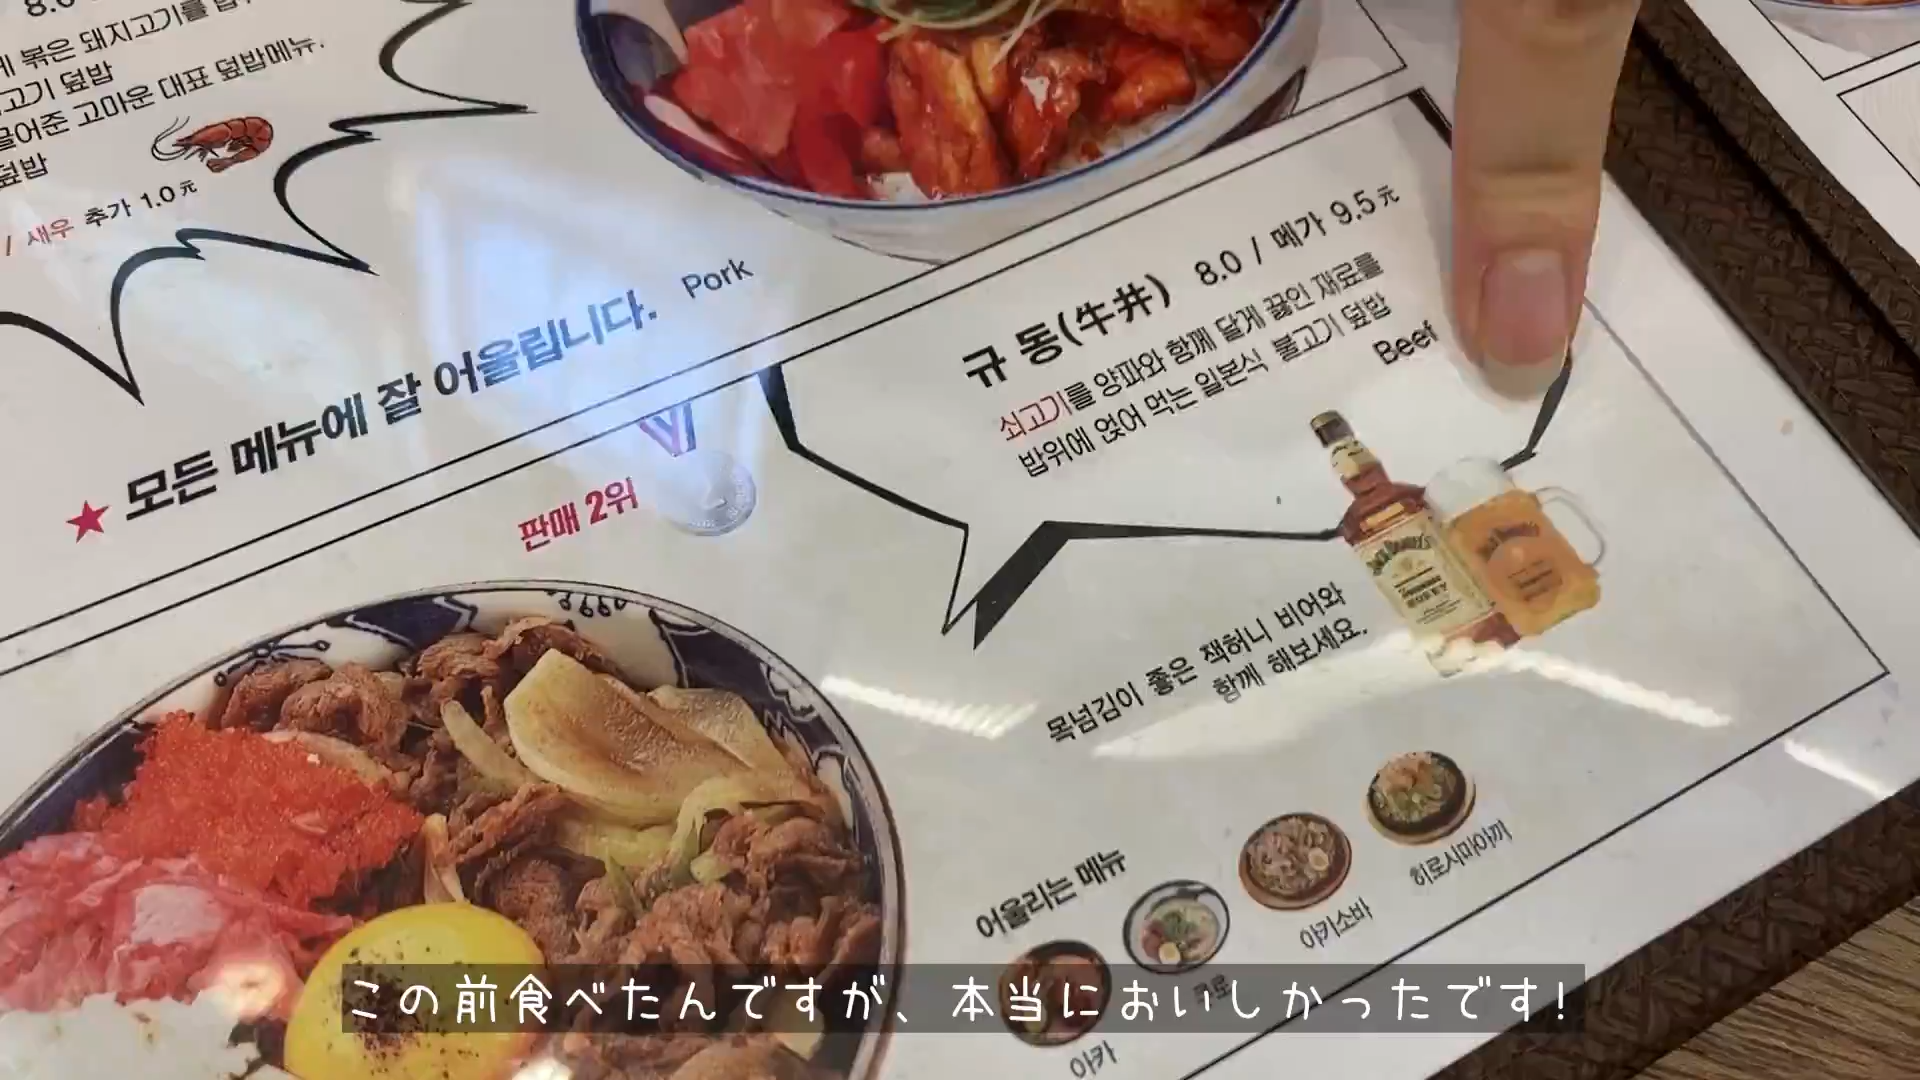 게 볶은 돼지고기를
고기 덮밥
끌어준 고마운 대표 덮밥메뉴.
덮밥
/ 새우 추가 1.0元
★ 모든 메뉴에 잘 어울립니다. Pork
판매 2위
규 동(牛丼) 8.0 / 메가 9.5元
쇠고기를 양파와 함께 달게 끓인 재료를
밥위에 얹어 먹는 일본식 불고기 덮밥
Beef
JACK DANIEL'S
목넘김이 좋은 잭허니 비어와
함께 해보세요.
어울리는 메뉴
아카
쿠로
야키소바
히로시마야끼
この前食べたんですが、本当においしかったです!